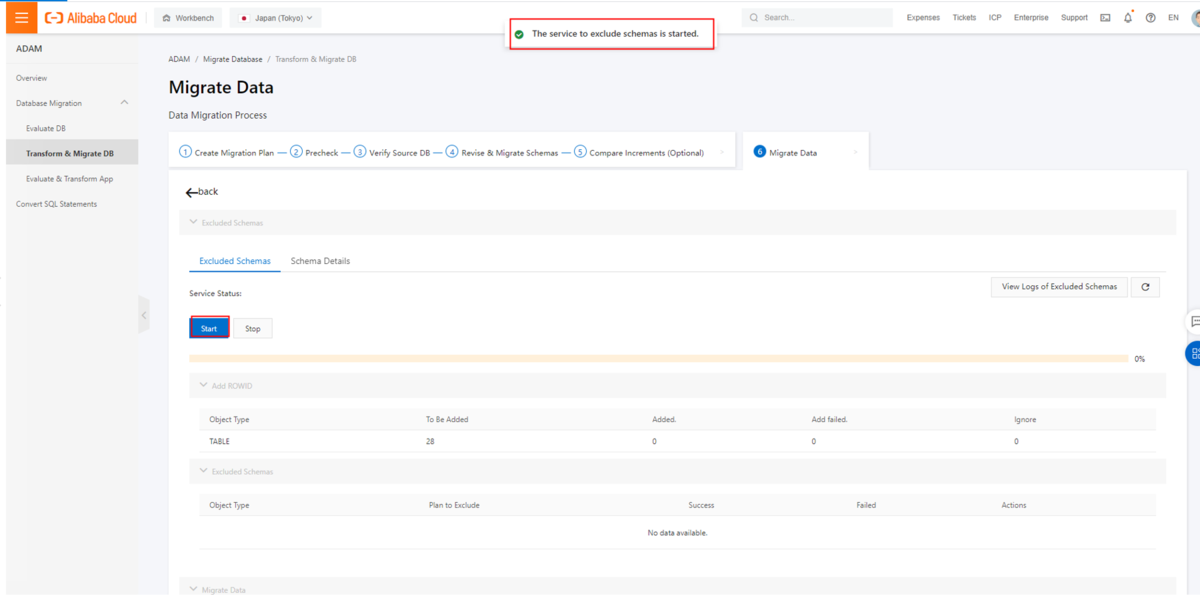 Alibaba Cloud
Workbench
Japan (Tokyo)
Search...
Expenses Tickets ICP Enterprise Support EN
The service to exclude schemas is started.
ADAM
Overview
Database Migration
Evaluate DB
Transform & Migrate DB
Evaluate & Transform App
Convert SQL Statements
ADAM / Migrate Database / Transform & Migrate DB
Migrate Data
Data Migration Process
1 Create Migration Plan — 2 Precheck — 3 Verify Source DB — 4 Revise & Migrate Schemas — 5 Compare Increments (Optional)
6 Migrate Data
back
Excluded Schemas
Excluded Schemas Schema Details
Service Status:
View Logs of Excluded Schemas
Start Stop
0%
Add ROWID
Object Type To Be Added Added. Add failed. Ignore
TABLE 28 0 0 0
Excluded Schemas
Object Type Plan to Exclude Success Failed Actions
No data available.
Migrate Data